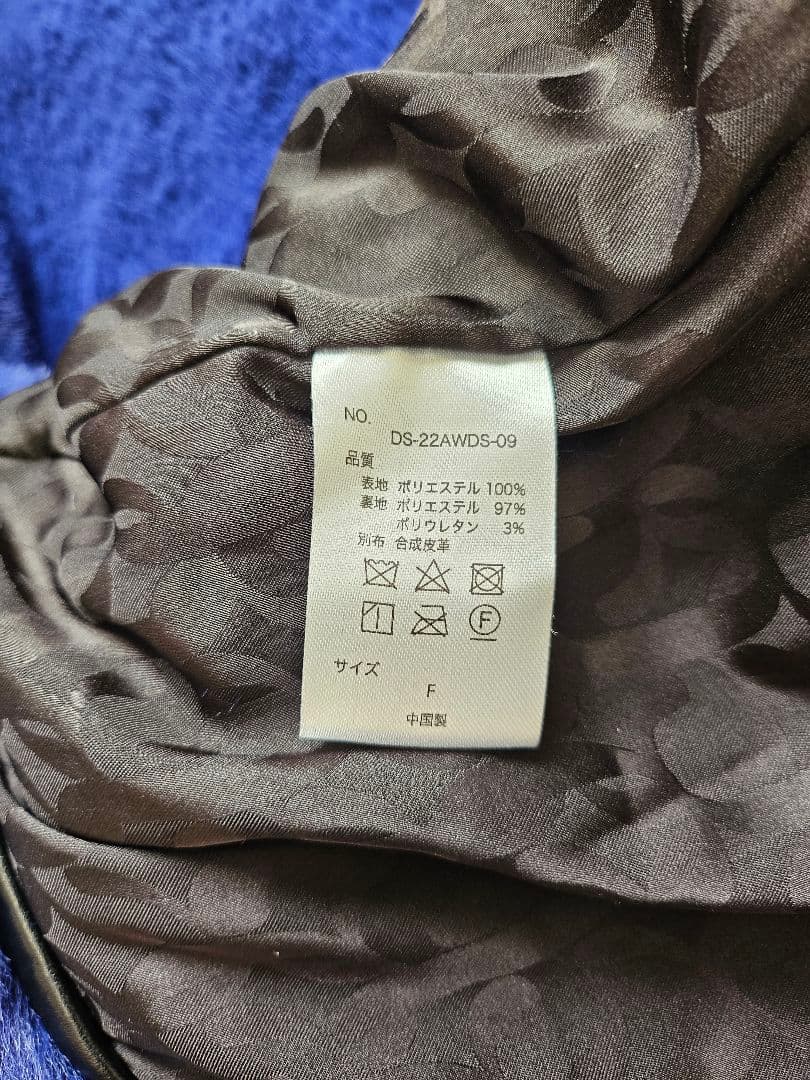 NO.
DS-22AWDS-09
品質
表地 ポリエステル 100%
裏地 ポリエステル 97%
ポリウレタン 3%
別布 合成皮革
F
サイズ
F
中国製